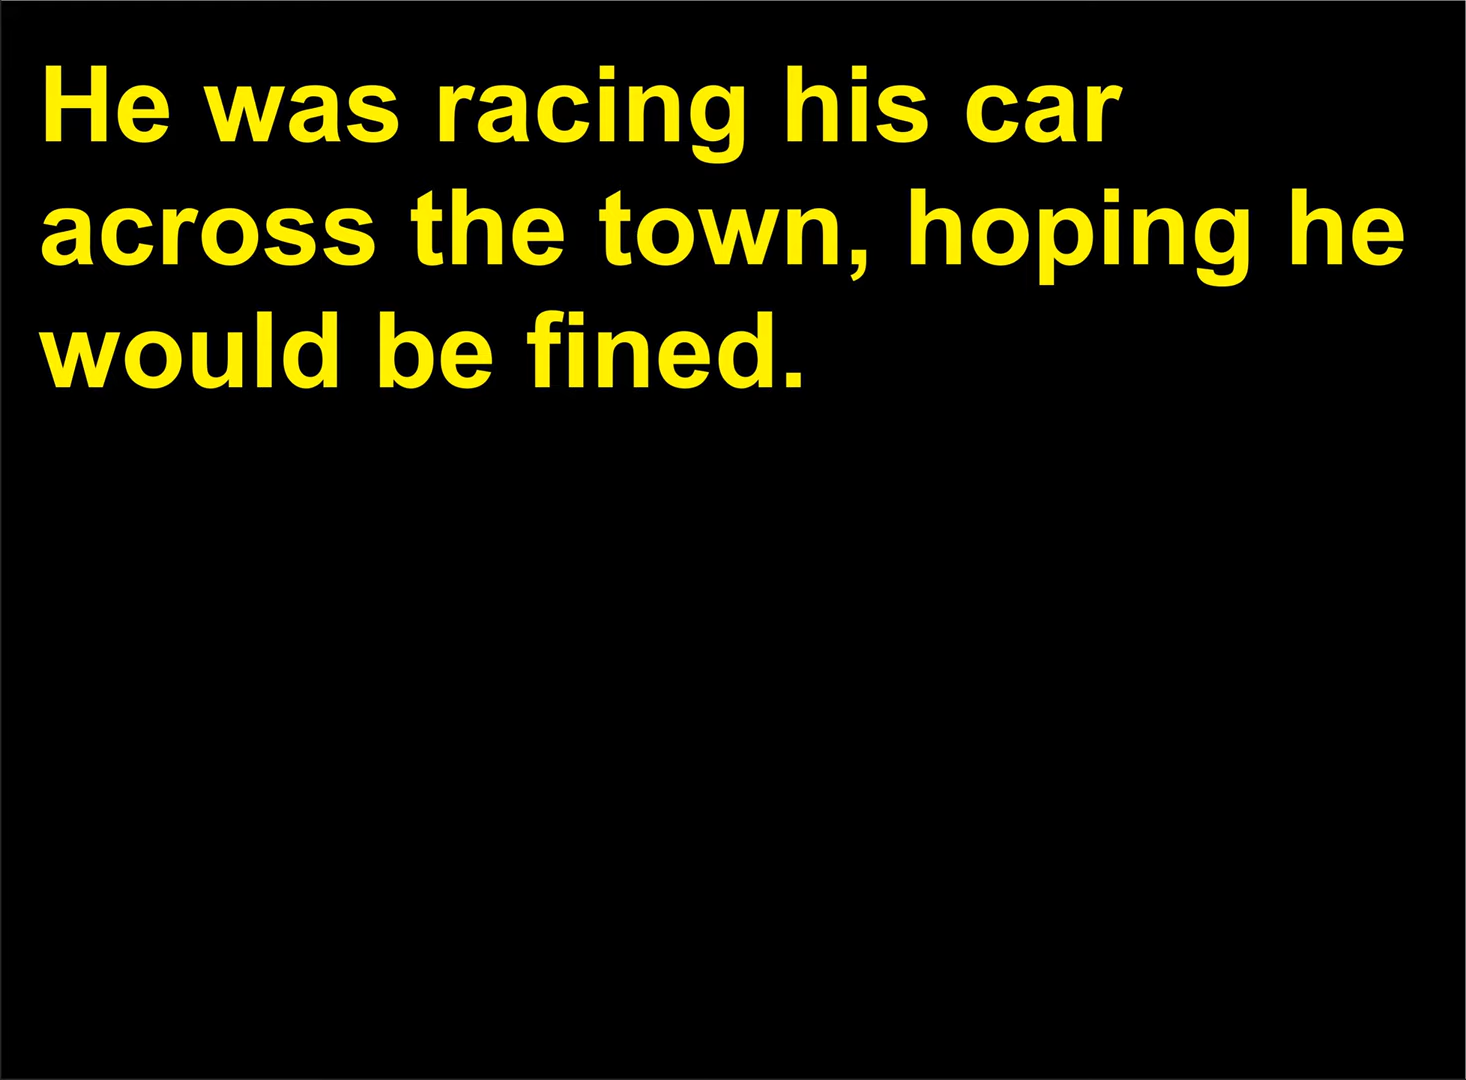 He was racing his car
across the town, hoping he
would be fined.